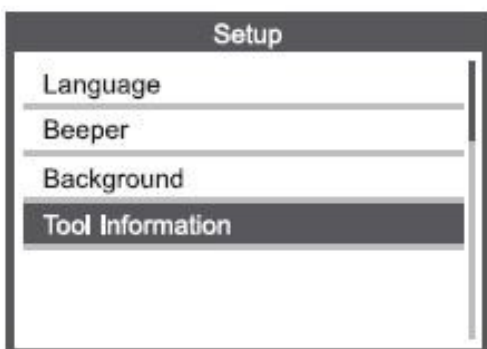 Setup
Language
Beeper
Background
Tool Information